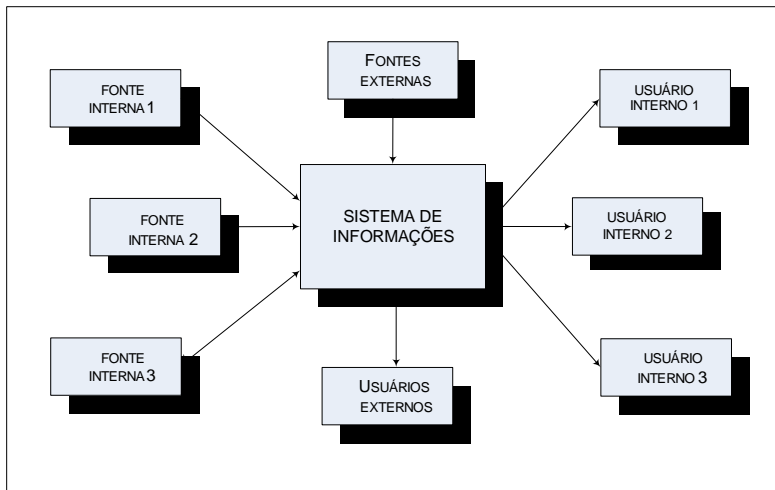 FONTE
INTERNA 1
FONTES
EXTERNAS
USUÁRIO
INTERNO 1
FONTE
INTERNA 2
SISTEMA DE
INFORMAÇÕES
USUÁRIO
INTERNO 2
FONTE
INTERNA 3
USUÁRIOS
EXTERNOS
USUÁRIO
INTERNO 3